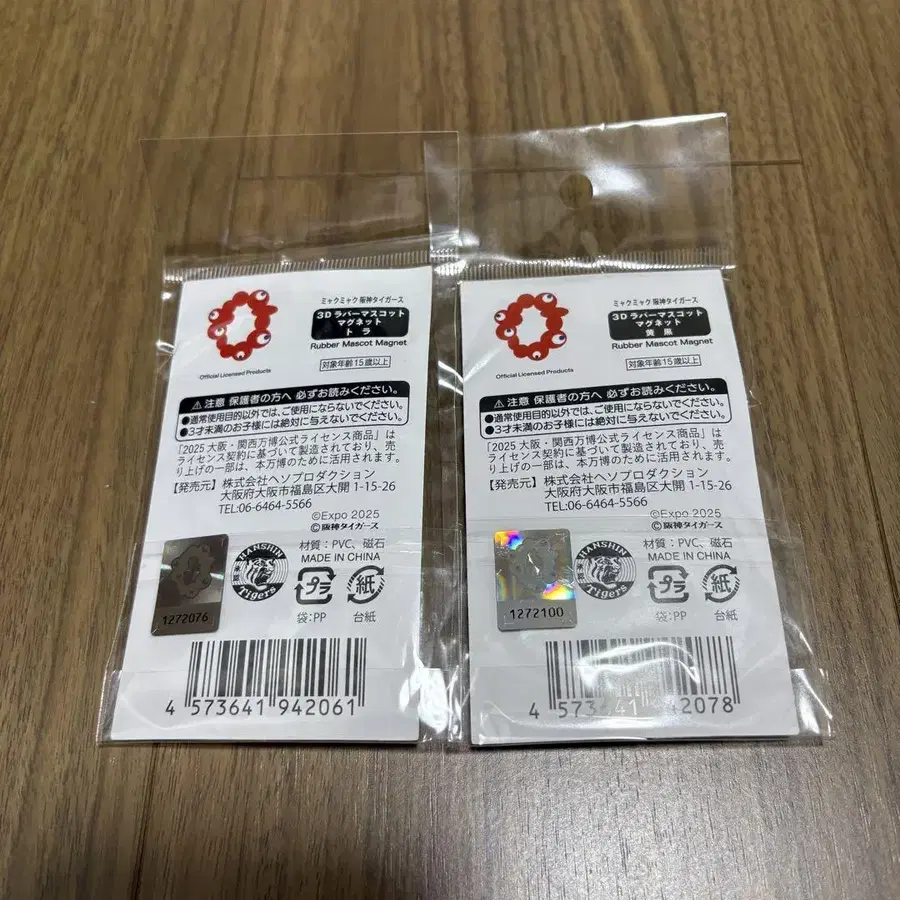 ミャクミャク 阪神タイガース
3Dラバーマスコット
マグネット
トラ
Rubber Mascot Magnet
対象年齢15歳以上
Official Licensed Products
⚠注意 保護者の方へ 必ずお読みください。
●通常使用目的以外では、ご使用にならないでください。
●3才未満のお子様には絶対に与えないでください。
「2025 大阪・関西万博公式ライセンス商品」は
ライセンス契約に基づいて製造されており、売
り上げの一部は、本万博のために活用されます。
【発売元】株式会社ヘソプロダクション
大阪府大阪市福島区大開 1-15-26
TEL:06-6464-5566
©Expo 2025
©阪神タイガース
材質：PVC、磁石
MADE IN CHINA
HANSHIN
Tigers
プラ
紙
袋:PP
台紙
1272076
4 573641 942061
ミャクミャク 阪神タイガース
3Dラバーマスコット
マグネット
黄黒
Rubber Mascot Magnet
対象年齢15歳以上
Official Licensed Products
⚠注意 保護者の方へ 必ずお読みください。
●通常使用目的以外では、ご使用にならないでください。
●3才未満のお子様には絶対に与えないでください。
「2025 大阪・関西万博公式ライセンス商品」は
ライセンス契約に基づいて製造されており、売
り上げの一部は、本万博のために活用されます。
【発売元】株式会社ヘソプロダクション
大阪府大阪市福島区大開 1-15-26
TEL:06-6464-5566
©Expo 2025
©阪神タイガース
材質：PVC、磁石
MADE IN CHINA
HANSHIN
Tigers
プラ
紙
袋:PP
台紙
1272100
4 573641 42078